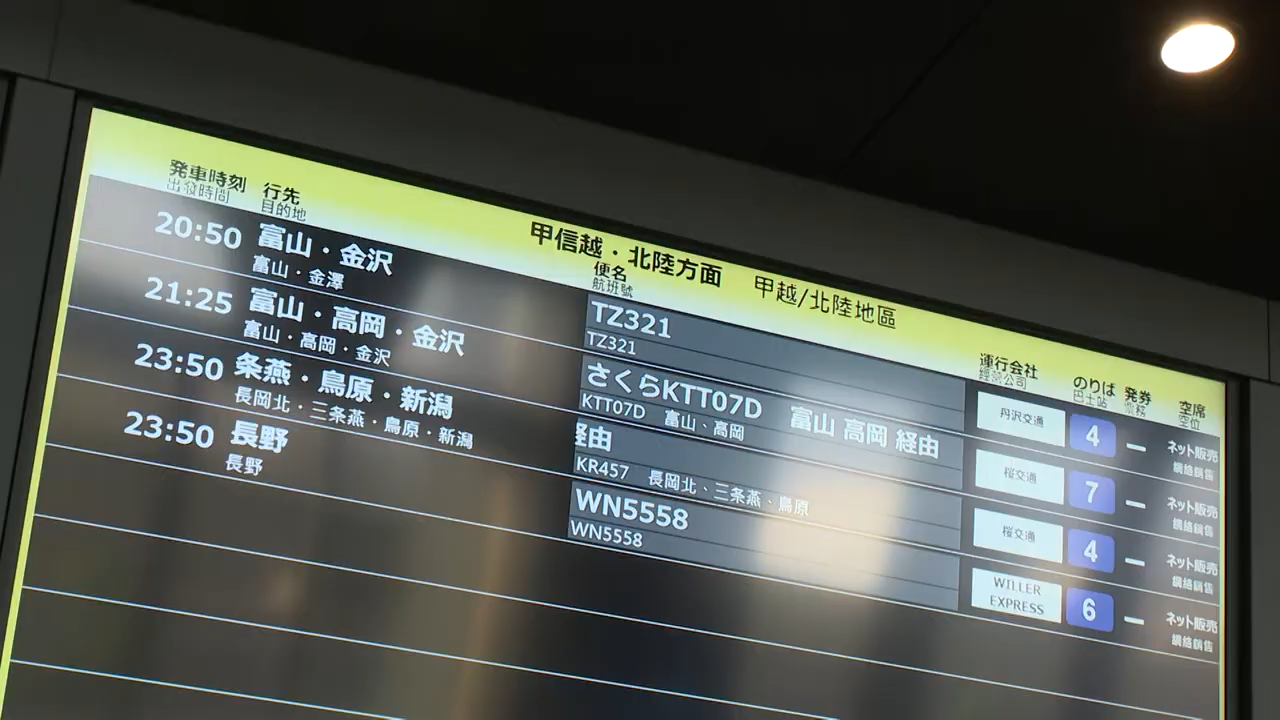 甲信越・北陸方面 甲越/北陸地區
発車時刻 行先 便名 運行会社 のりば 発券 空席
出發時間 目的地 航班號 經營公司 巴士站 票務 空位
20:50 富山・金沢 TZ321 丹沢交通 4 ー ネット販売
富山・金澤 TZ321 網絡銷售
21:25 富山・高岡・金沢 さくらKTT07D 富山 高岡 経由 桜交通 7 ー ネット販売
富山・高岡・金沢 KTT07D 富山、高岡 網絡銷售
23:50 条燕・鳥原・新潟 経由 桜交通 4 ー ネット販売
長岡北・三条燕・鳥原・新潟 KR457 長岡北、三条燕、鳥原 網絡銷售
23:50 長野 WN5558 WILLER EXPRESS 6 ー ネット販売
長野 WN5558 網絡銷售